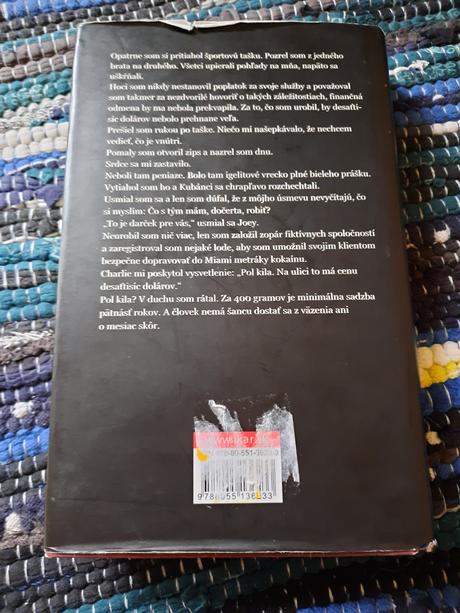 Opatrne som si pritiahol športovú tašku. Pozrel som z jedného
brata na druhého. Všetci upierali pohľady na mňa, napäto sa
uškŕňali.
Hoci som nikdy nestanovil poplatok za svoje služby a považoval
som takmer za nezdvorilé hovoriť o takých záležitostiach, finančná
odmena by ma nebola prekvapila. Za to, čo som urobil, by desaťti-
síc dolárov nebolo prehnane veľa.
Prešiel som rukou po taške. Niečo mi našepkávalo, že nechcem
vedieť, čo je vnútri.
Pomaly som otvoril zips a nazrel som dnu.
Srdce sa mi zastavilo.
Neboli tam peniaze. Bolo tam igelitové vrecko plné bieleho prášku.
Vytiahol som ho a Kubánci sa chrapľavo rozchechtali.
Usmial som sa a len som dúfal, že z môjho úsmevu nevyčítajú, čo
si myslím: Čo s tým mám, dočerta, robiť?
„To je darček pre vás,“ usmial sa Joey.
Neurobil som nič viac, len som založil zopár fiktívnych spoločností
a zaregistroval som nejaké lode, aby som umožnil svojim klientom
bezpečne dopravovať do Miami metráky kokaínu.
Charlie mi poskytol vysvetlenie: „Pol kila. Na ulici to má cenu
desaťtisíc dolárov.“
Pol kila? V duchu som rátal. Za 400 gramov je minimálna sadzba
pätnásť rokov. A človek nemá šancu dostať sa z väzenia ani
o mesiac skôr.